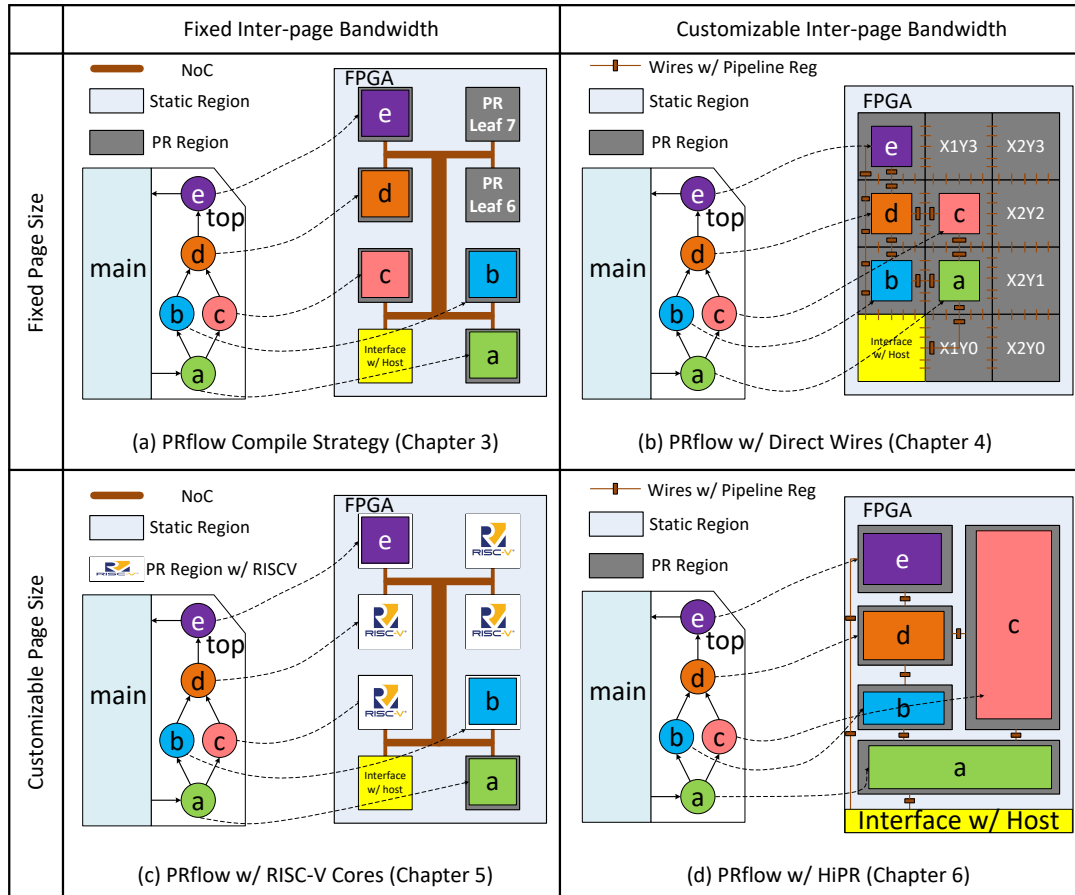 Fixed Inter-page Bandwidth
Customizable Inter-page Bandwidth
Fixed Page Size
NoC
Static Region
PR Region
FPGA
e
PR
Leaf 7
d
PR
Leaf 6
c
b
Interface
w/ Host
a
main
e
top
d
b
c
a
(a) PRflow Compile Strategy (Chapter 3)
Wires w/ Pipeline Reg
Static Region
PR Region
FPGA
e
X1Y3
X2Y3
d
c
X2Y2
b
a
X2Y1
Interface
w/ Host
X1Y0
X2Y0
main
e
top
d
b
c
a
(b) PRflow w/ Direct Wires (Chapter 4)
Customizable Page Size
NoC
Static Region
RISC-V
PR Region w/ RISCV
FPGA
e
RISC-V
RISC-V
RISC-V
RISC-V
b
Interface
w/ host
a
main
e
top
d
b
c
a
(c) PRflow w/ RISC-V Cores (Chapter 5)
Wires w/ Pipeline Reg
Static Region
PR Region
FPGA
e
c
d
b
a
Interface w/ Host
main
e
top
d
b
c
a
(d) PRflow w/ HiPR (Chapter 6)